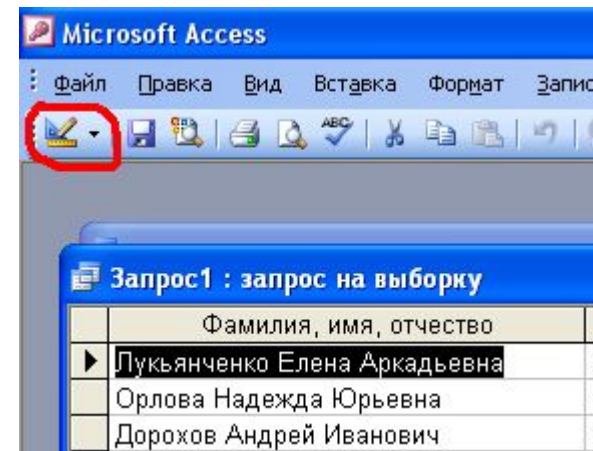 Microsoft Access
Файл Правка Вид Вставка Формат
ABC
Запрос1 : запрос на выборку
Фамилия, имя, отчество
Лукьянченко Елена Аркадьевна
Орлова Надежда Юрьевна
Дорохов Андрей Иванович